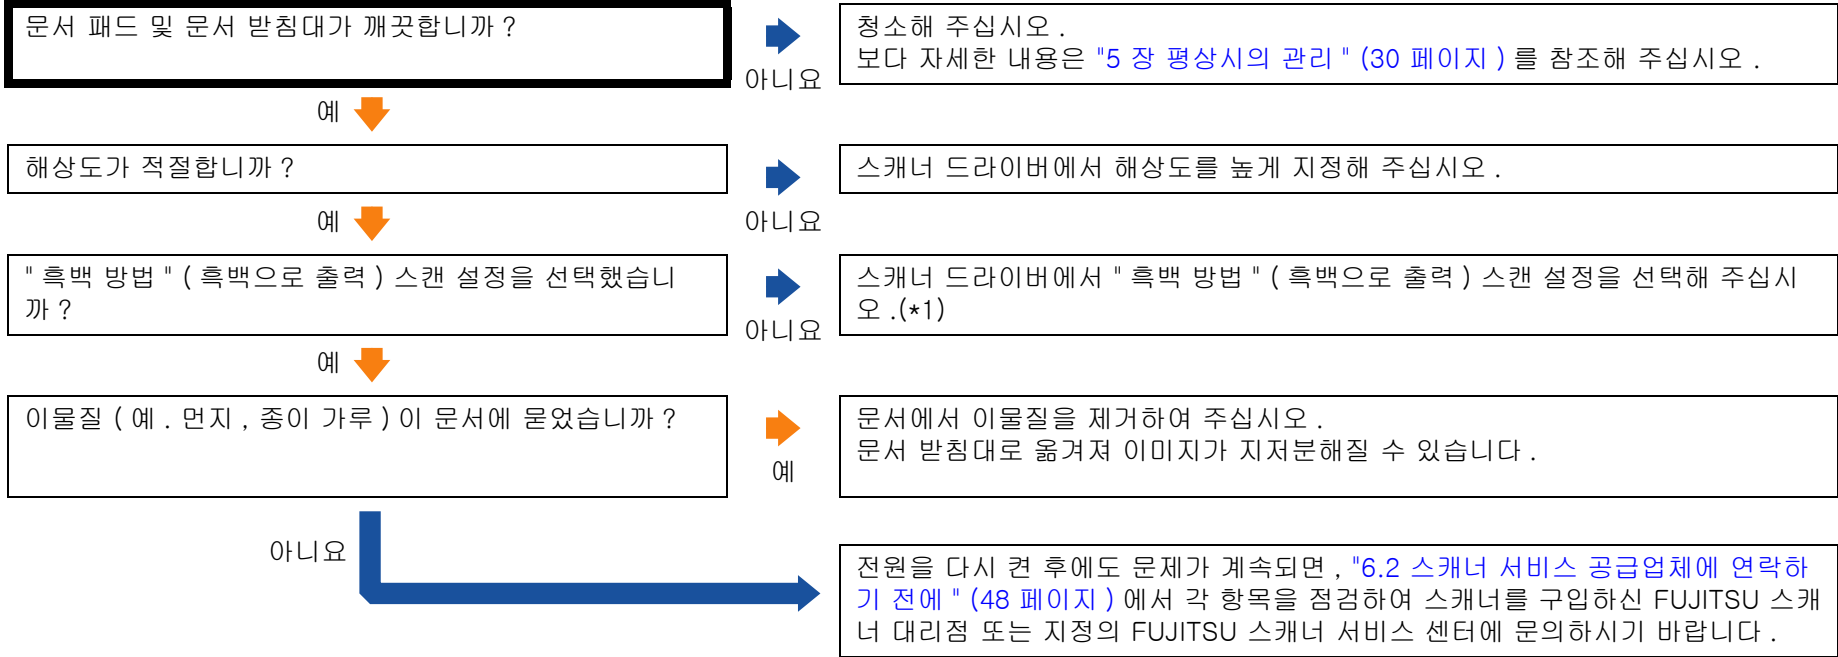 문서 패드 및 문서 받침대가 깨끗합니까 ?
아니요
청소해 주십시오 .
보다 자세한 내용은 "5 장 평상시의 관리 " (30 페이지 ) 를 참조해 주십시오 .
예
해상도가 적절합니까 ?
아니요
스캐너 드라이버에서 해상도를 높게 지정해 주십시오 .
예
" 흑백 방법 " ( 흑백으로 출력 ) 스캔 설정을 선택했습니
까 ?
아니요
스캐너 드라이버에서 " 흑백 방법 " ( 흑백으로 출력 ) 스캔 설정을 선택해 주십시
오 .(*1)
예
이물질 ( 예 . 먼지 , 종이 가루 ) 이 문서에 묻었습니까 ?
예
문서에서 이물질을 제거하여 주십시오 .
문서 받침대로 옮겨져 이미지가 지저분해질 수 있습니다 .
아니요
전원을 다시 켠 후에도 문제가 계속되면 , "6.2 스캐너 서비스 공급업체에 연락하
기 전에 " (48 페이지 ) 에서 각 항목을 점검하여 스캐너를 구입하신 FUJITSU 스캐
너 대리점 또는 지정의 FUJITSU 스캐너 서비스 센터에 문의하시기 바랍니다 .